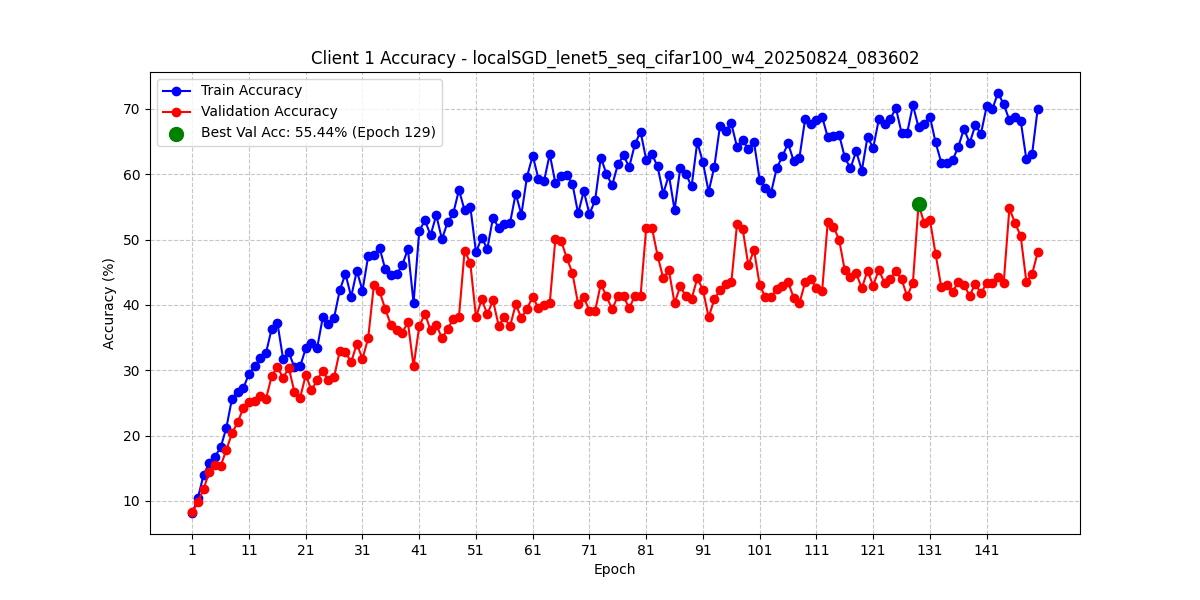 Client 1 Accuracy - localSGD_lenet5_seq_cifar100_w4_20250824_083602
Train Accuracy
Validation Accuracy
Best Val Acc: 55.44% (Epoch 129)
Accuracy (%)
70
60
50
40
30
20
10
1 11 21 31 41 51 61 71 81 91 101 111 121 131 141
Epoch